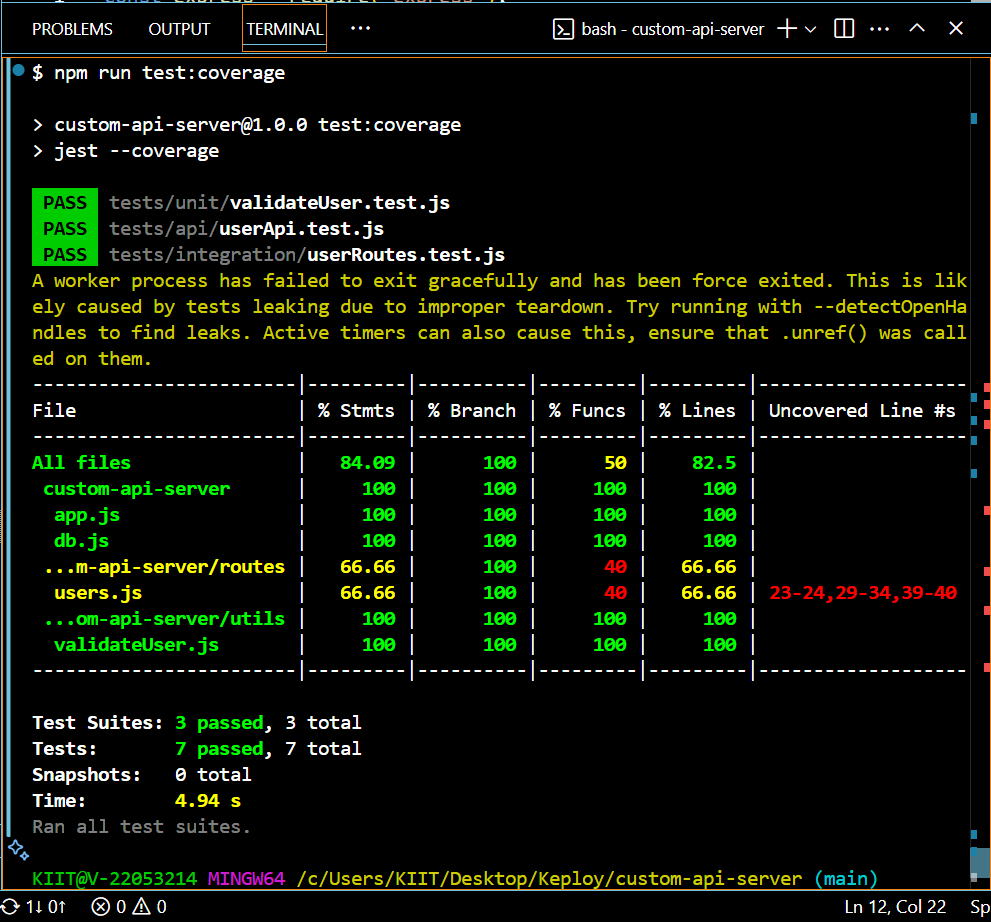 PROBLEMS OUTPUT TERMINAL ... bash - custom-api-server
$ npm run test:coverage
> custom-api-server@1.0.0 test:coverage
> jest --coverage
PASS tests/unit/validateUser.test.js
PASS tests/api/userApi.test.js
PASS tests/integration/userRoutes.test.js
A worker process has failed to exit gracefully and has been force exited. This is lik
ely caused by tests leaking due to improper teardown. Try running with --detectOpenHa
ndles to find leaks. Active timers can also cause this, ensure that .unref() was call
ed on them.
------------------------|---------|----------|---------|---------|-------------------
File | % Stmts | % Branch | % Funcs | % Lines | Uncovered Line #s
------------------------|---------|----------|---------|---------|-------------------
All files | 84.09 | 100 | 50 | 82.5 |
custom-api-server | 100 | 100 | 100 | 100 |
app.js | 100 | 100 | 100 | 100 |
db.js | 100 | 100 | 100 | 100 |
...m-api-server/routes | 66.66 | 100 | 40 | 66.66 |
users.js | 66.66 | 100 | 40 | 66.66 | 23-24,29-34,39-40
...om-api-server/utils | 100 | 100 | 100 | 100 |
validateUser.js | 100 | 100 | 100 | 100 |
------------------------|---------|----------|---------|---------|-------------------
Test Suites: 3 passed, 3 total
Tests: 7 passed, 7 total
Snapshots: 0 total
Time: 4.94 s
Ran all test suites.
KIIT@V-22053214 MINGW64 /c/Users/KIIT/Desktop/Keploy/custom-api-server (main)
1↓ 0↑ 0 0 Ln 12, Col 22 Sp